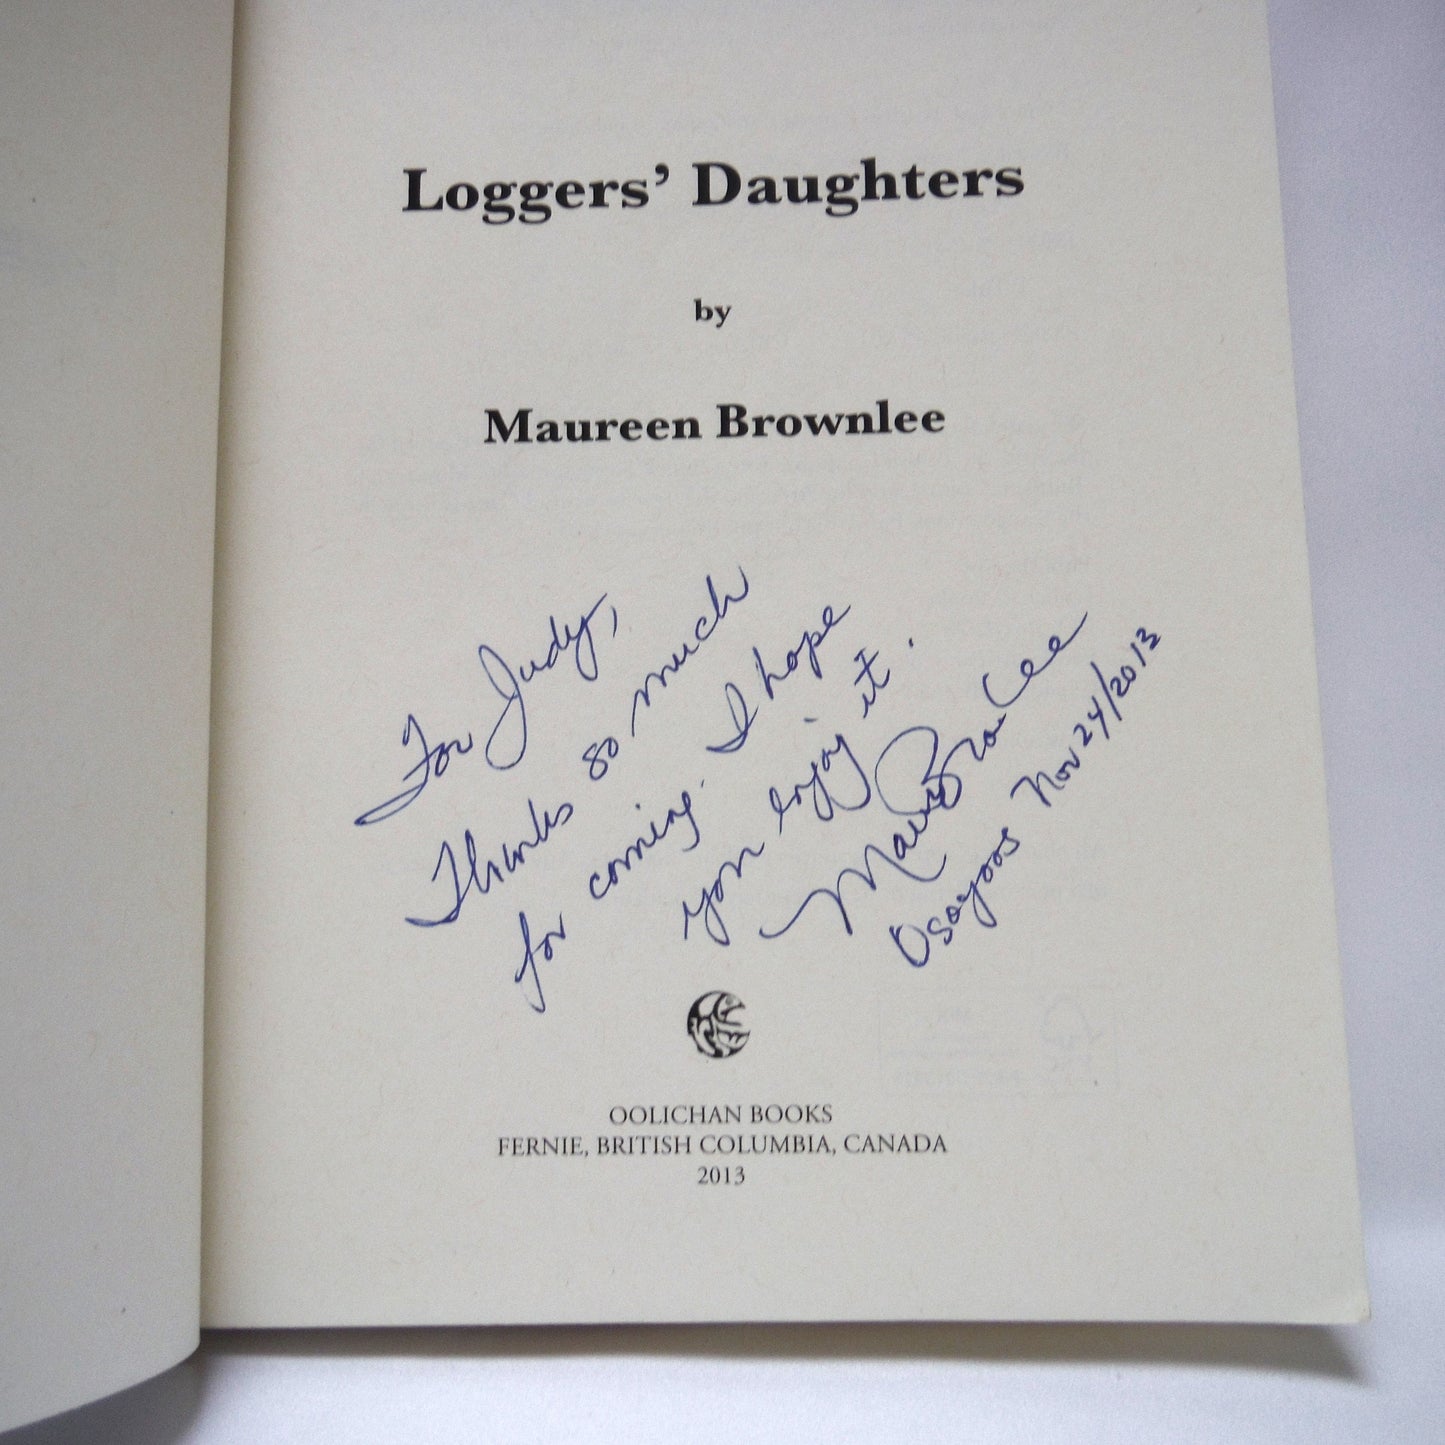 Loggers’ Daughters
by
Maureen Brownlee
For Judy,
Thanks so much
for coming. I hope
you enjoy it.
Maureen Brownlee
Osoyoos Nov 24/2013
OOLICHAN BOOKS
FERNIE, BRITISH COLUMBIA, CANADA
2013